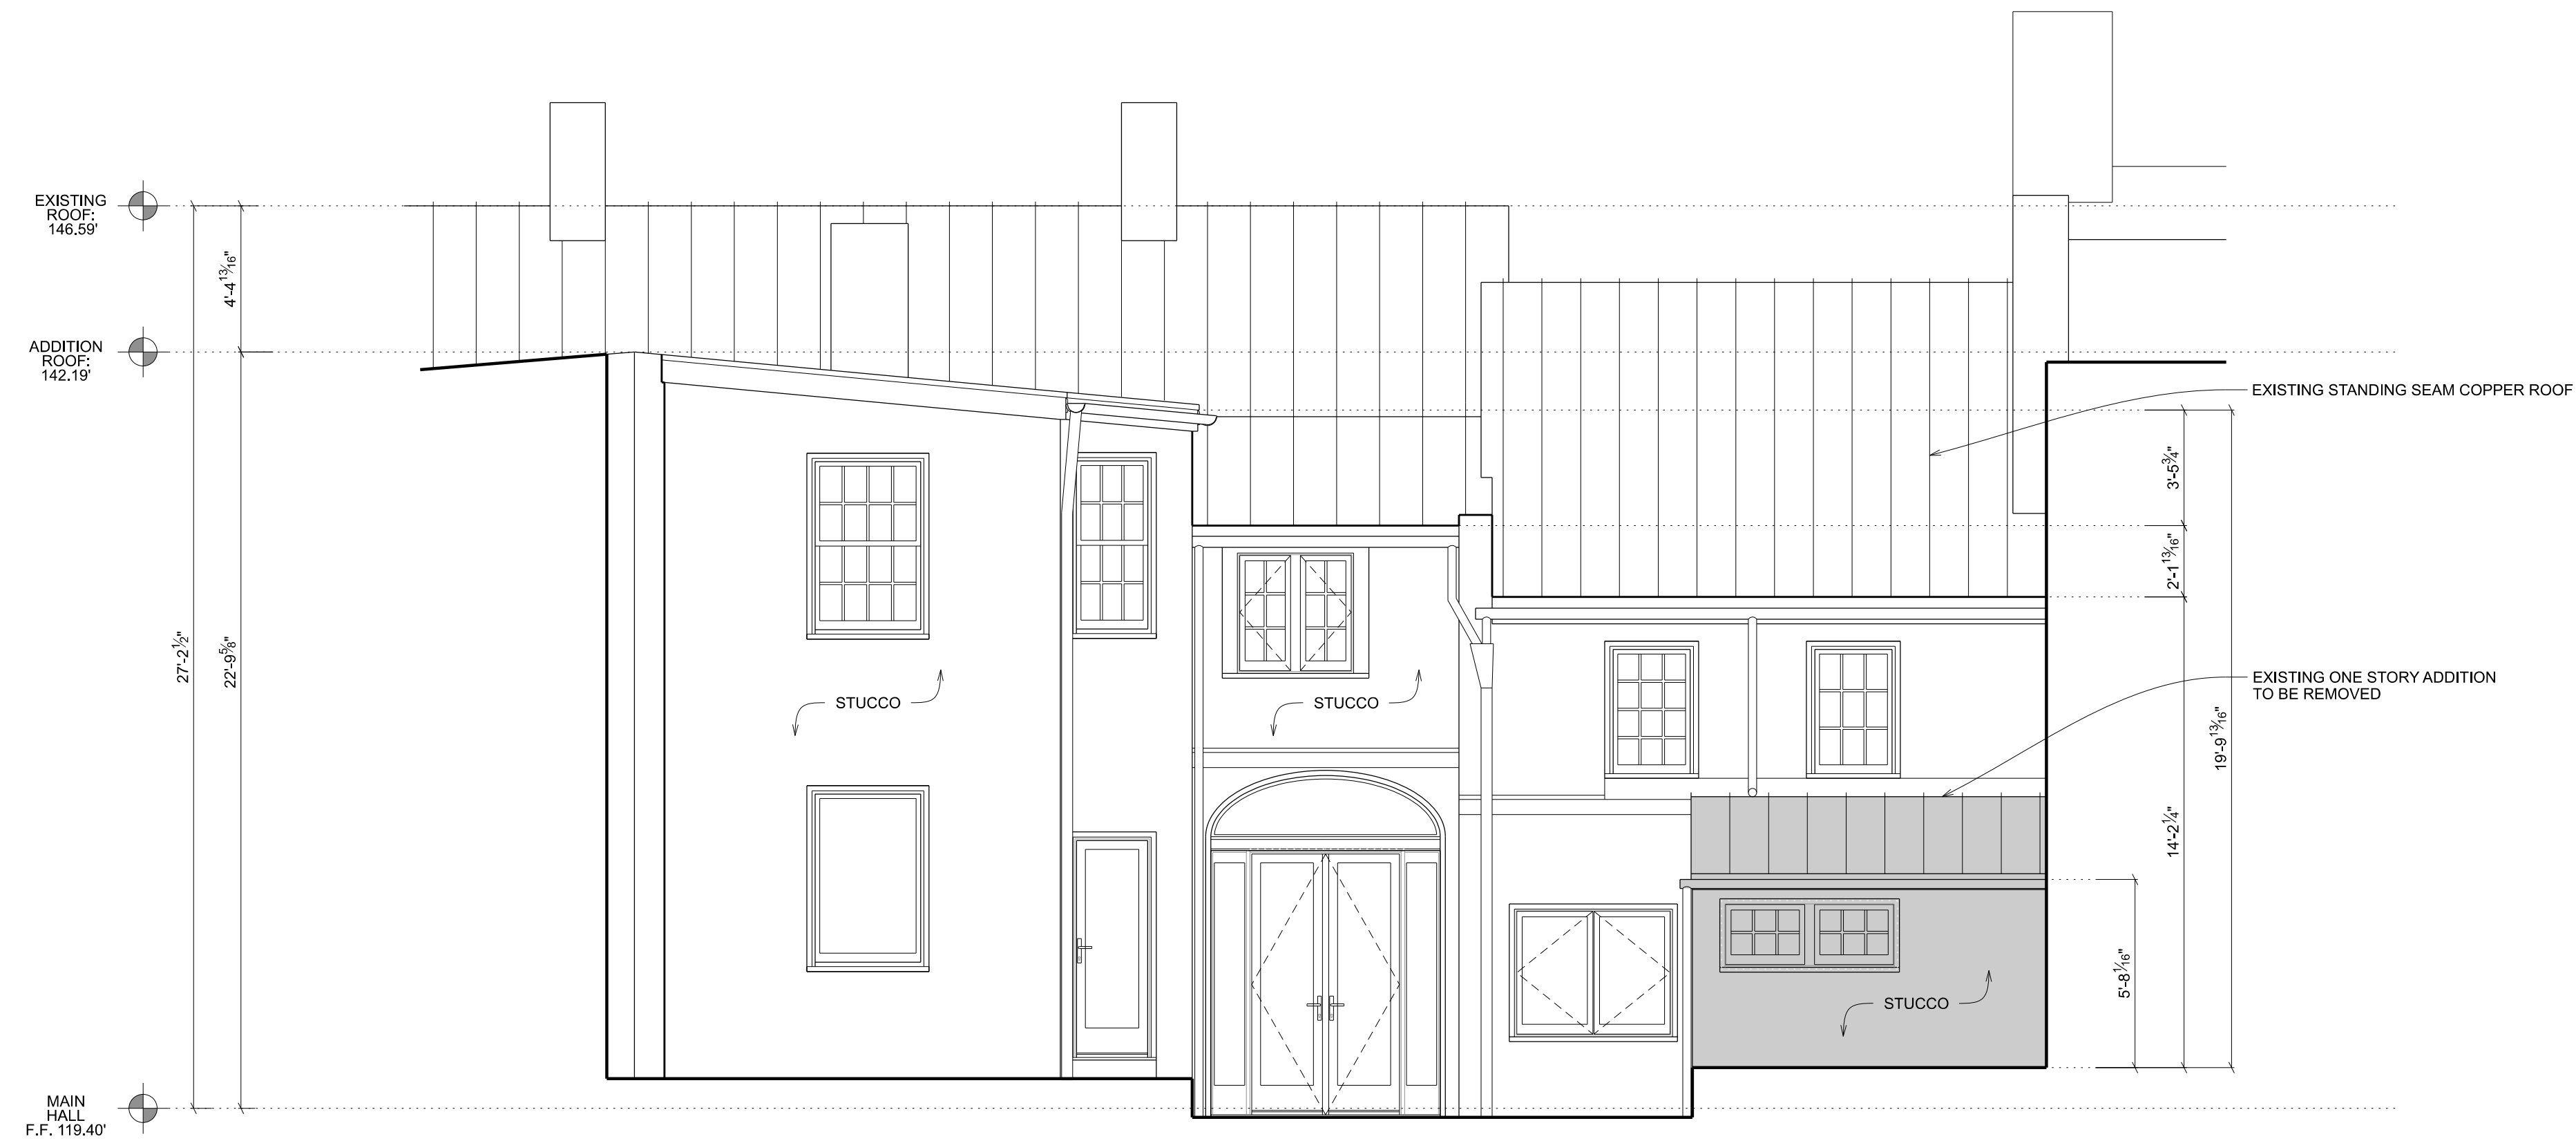 EXISTING
ROOF:
146.59'
4'-4 13/16"
ADDITION
ROOF:
142.19'
27'-2 1/2"
22'-9 5/8"
MAIN
HALL
F.F. 119.40'
STUCCO
STUCCO
STUCCO
EXISTING STANDING SEAM COPPER ROOF
3'-5 3/4"
2'-1 13/16"
EXISTING ONE STORY ADDITION
TO BE REMOVED
19'-9 13/16"
14'-2 1/4"
5'-8 1/16"